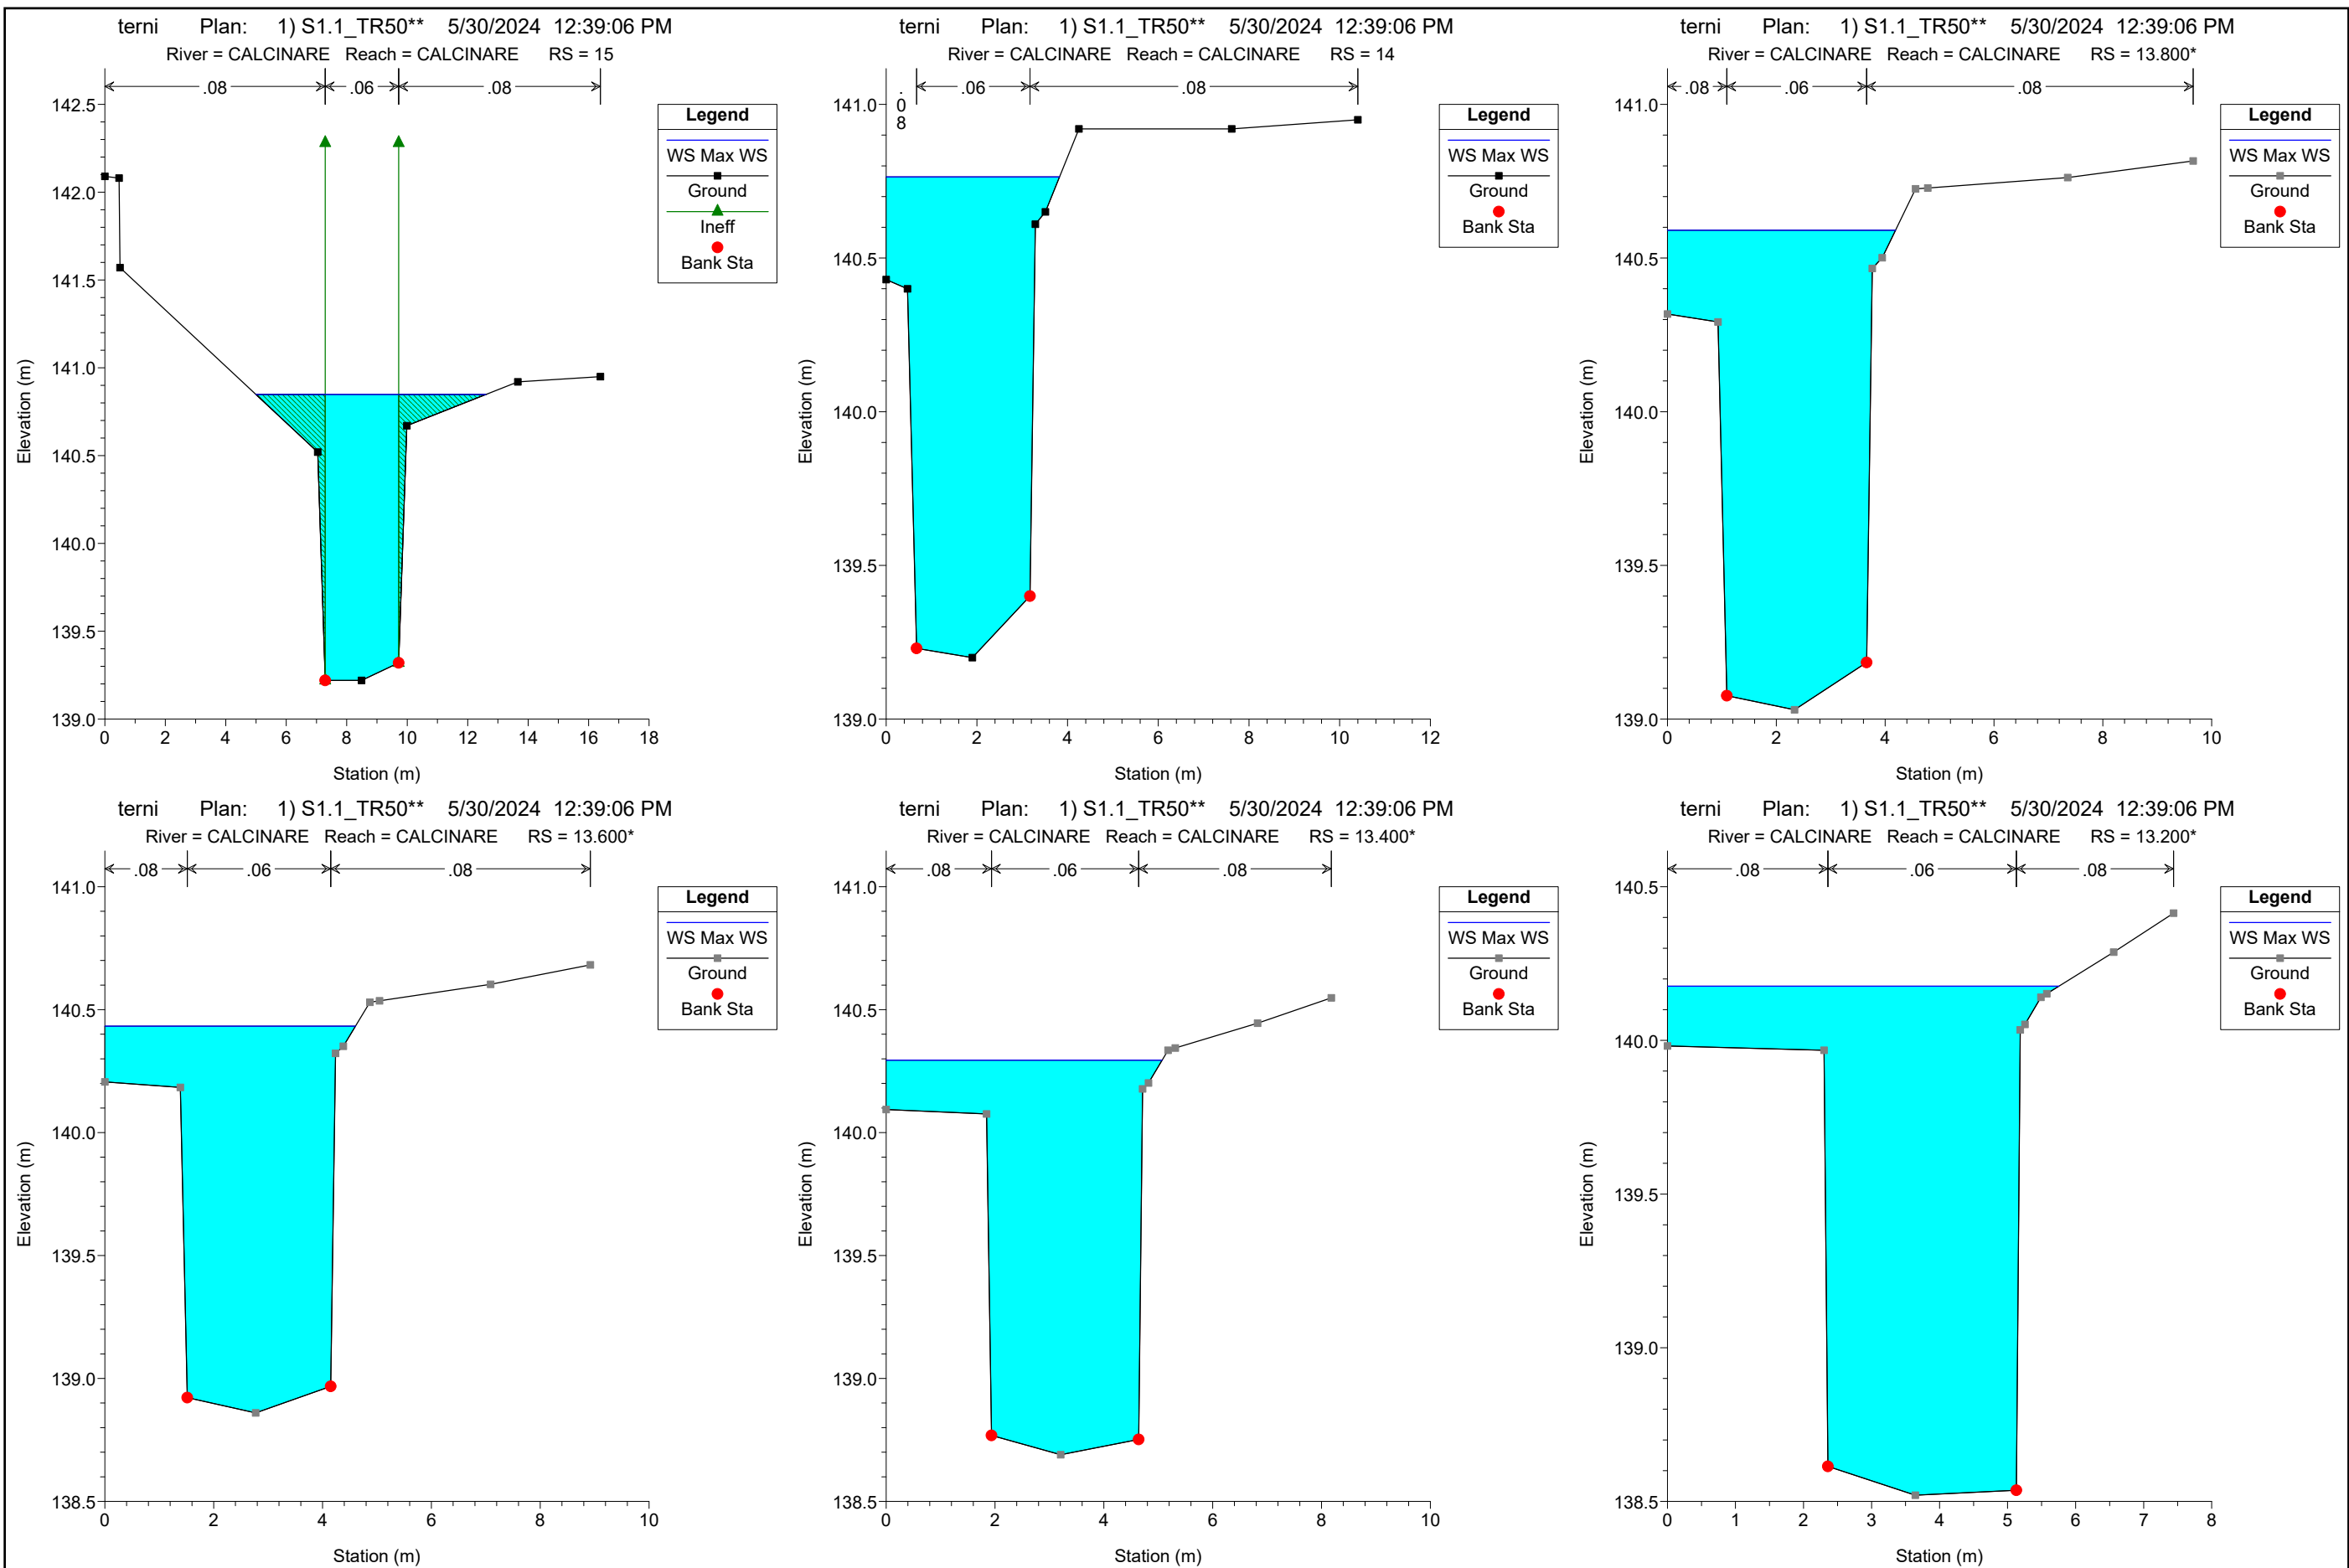 terni Plan: 1) S1.1_TR50** 5/30/2024 12:39:06 PM
River = CALCINARE Reach = CALCINARE RS = 15
.08 .06 .08
142.5
142.0
141.5
141.0
140.5
140.0
139.5
139.0
Elevation (m)
0 2 4 6 8 10 12 14 16 18
Station (m)
Legend
WS Max WS
Ground
Ineff
Bank Sta
terni Plan: 1) S1.1_TR50** 5/30/2024 12:39:06 PM
River = CALCINARE Reach = CALCINARE RS = 14
.08 .06 .08
141.0
140.5
140.0
139.5
139.0
Elevation (m)
0 2 4 6 8 10 12
Station (m)
Legend
WS Max WS
Ground
Bank Sta
terni Plan: 1) S1.1_TR50** 5/30/2024 12:39:06 PM
River = CALCINARE Reach = CALCINARE RS = 13.800*
.08 .06 .08
141.0
140.5
140.0
139.5
139.0
Elevation (m)
0 2 4 6 8 10
Station (m)
Legend
WS Max WS
Ground
Bank Sta
terni Plan: 1) S1.1_TR50** 5/30/2024 12:39:06 PM
River = CALCINARE Reach = CALCINARE RS = 13.600*
.08 .06 .08
141.0
140.5
140.0
139.5
139.0
138.5
Elevation (m)
0 2 4 6 8 10
Station (m)
Legend
WS Max WS
Ground
Bank Sta
terni Plan: 1) S1.1_TR50** 5/30/2024 12:39:06 PM
River = CALCINARE Reach = CALCINARE RS = 13.400*
.08 .06 .08
141.0
140.5
140.0
139.5
139.0
138.5
Elevation (m)
0 2 4 6 8 10
Station (m)
Legend
WS Max WS
Ground
Bank Sta
terni Plan: 1) S1.1_TR50** 5/30/2024 12:39:06 PM
River = CALCINARE Reach = CALCINARE RS = 13.200*
.08 .06 .08
140.5
140.0
139.5
139.0
138.5
Elevation (m)
0 1 2 3 4 5 6 7 8
Station (m)
Legend
WS Max WS
Ground
Bank Sta